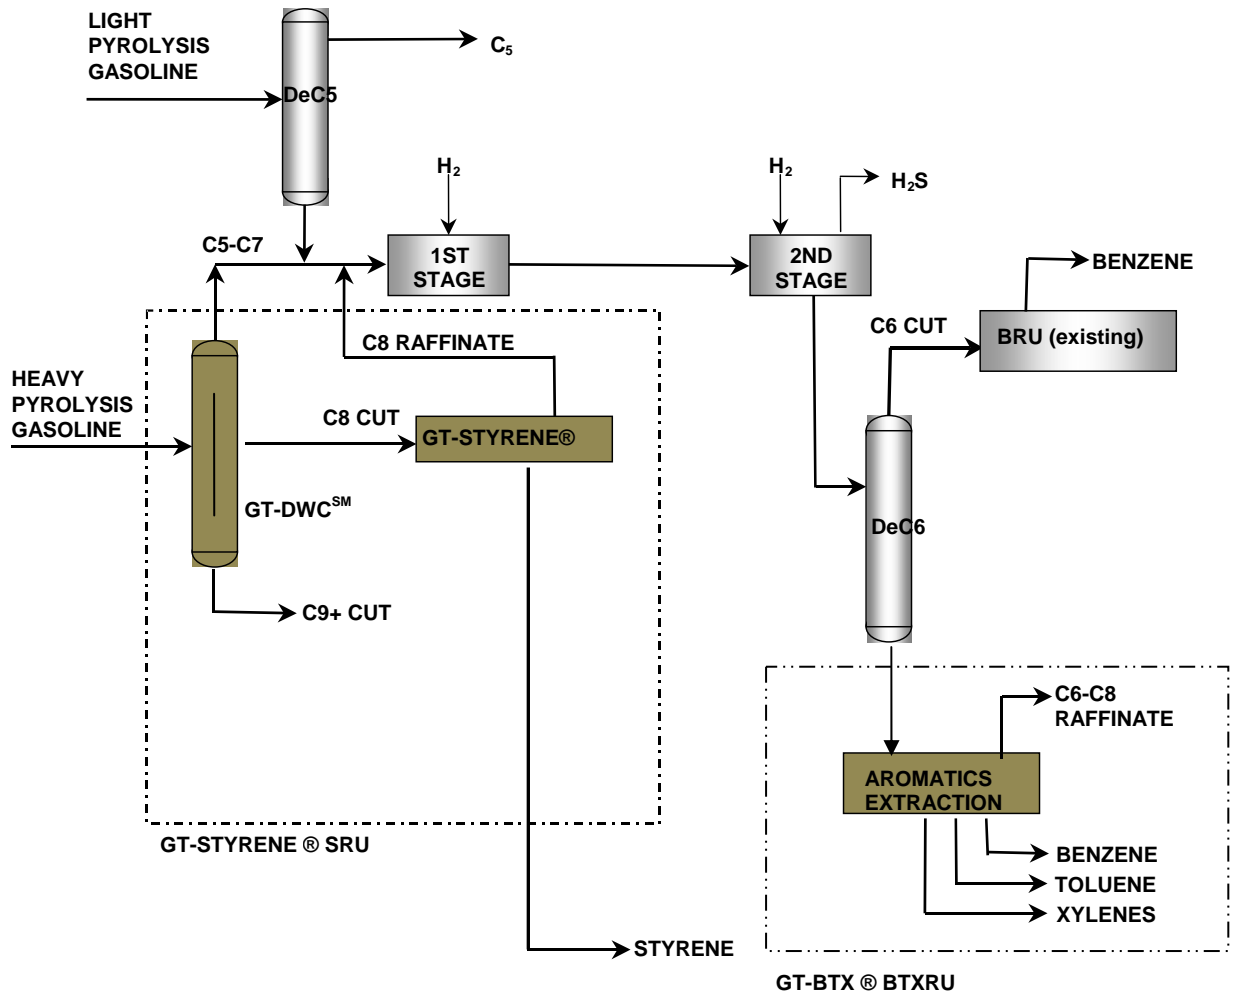 LIGHT
PYROLYSIS
GASOLINE
C₅
DeC5
H₂
H₂
H₂S
C5-C7
1ST
STAGE
2ND
STAGE
BENZENE
C6 CUT
BRU (existing)
C8 RAFFINATE
HEAVY
PYROLYSIS
GASOLINE
C8 CUT
GT-STYRENE®
GT-DWC℠
DeC6
C9+ CUT
C6-C8
RAFFINATE
AROMATICS
EXTRACTION
GT-STYRENE ® SRU
BENZENE
TOLUENE
XYLENES
STYRENE
GT-BTX ® BTXRU